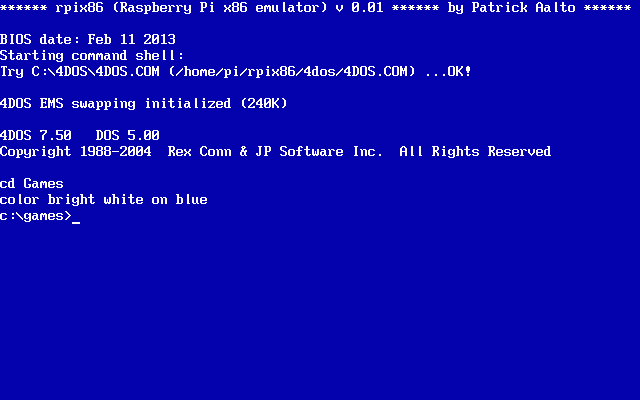 ****** rpix86 (Raspberry Pi x86 emulator) v 0.01 ****** by Patrick Aalto ******
BIOS date: Feb 11 2013
Starting command shell:
Try C:\4DOS\4DOS.COM (/home/pi/rpix86/4dos/4DOS.COM) ...OK!
4DOS EMS swapping initialized (240K)
4DOS 7.50   DOS 5.00
Copyright 1988-2004  Rex Conn & JP Software Inc.  All Rights Reserved
cd Games
color bright white on blue
c:\games>_